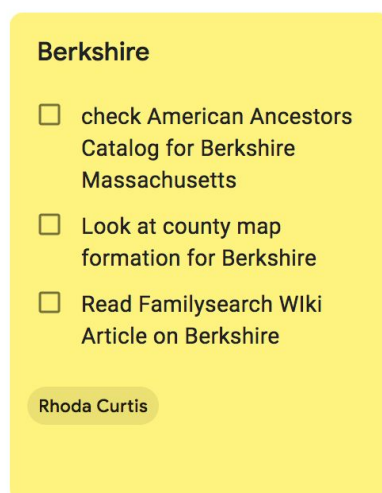 Berkshire
check American Ancestors
Catalog for Berkshire
Massachusetts
Look at county map
formation for Berkshire
Read Familysearch WIki
Article on Berkshire
Rhoda Curtis